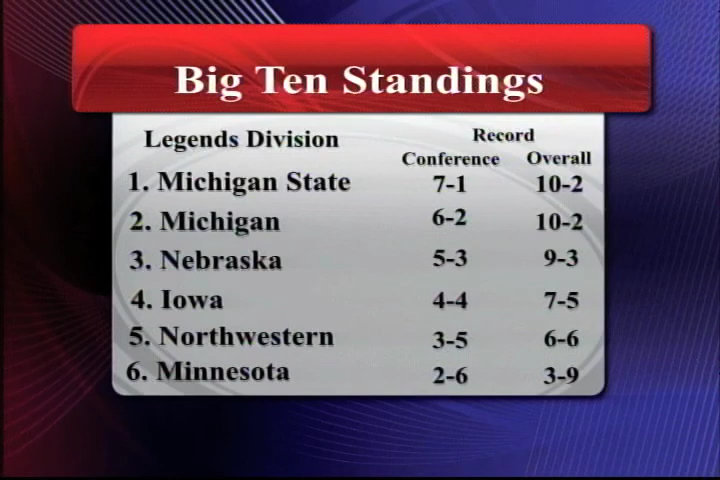 Big Ten Standings
Legends Division Record
Conference Overall
1. Michigan State 7-1 10-2
2. Michigan 6-2 10-2
3. Nebraska 5-3 9-3
4. Iowa 4-4 7-5
5. Northwestern 3-5 6-6
6. Minnesota 2-6 3-9